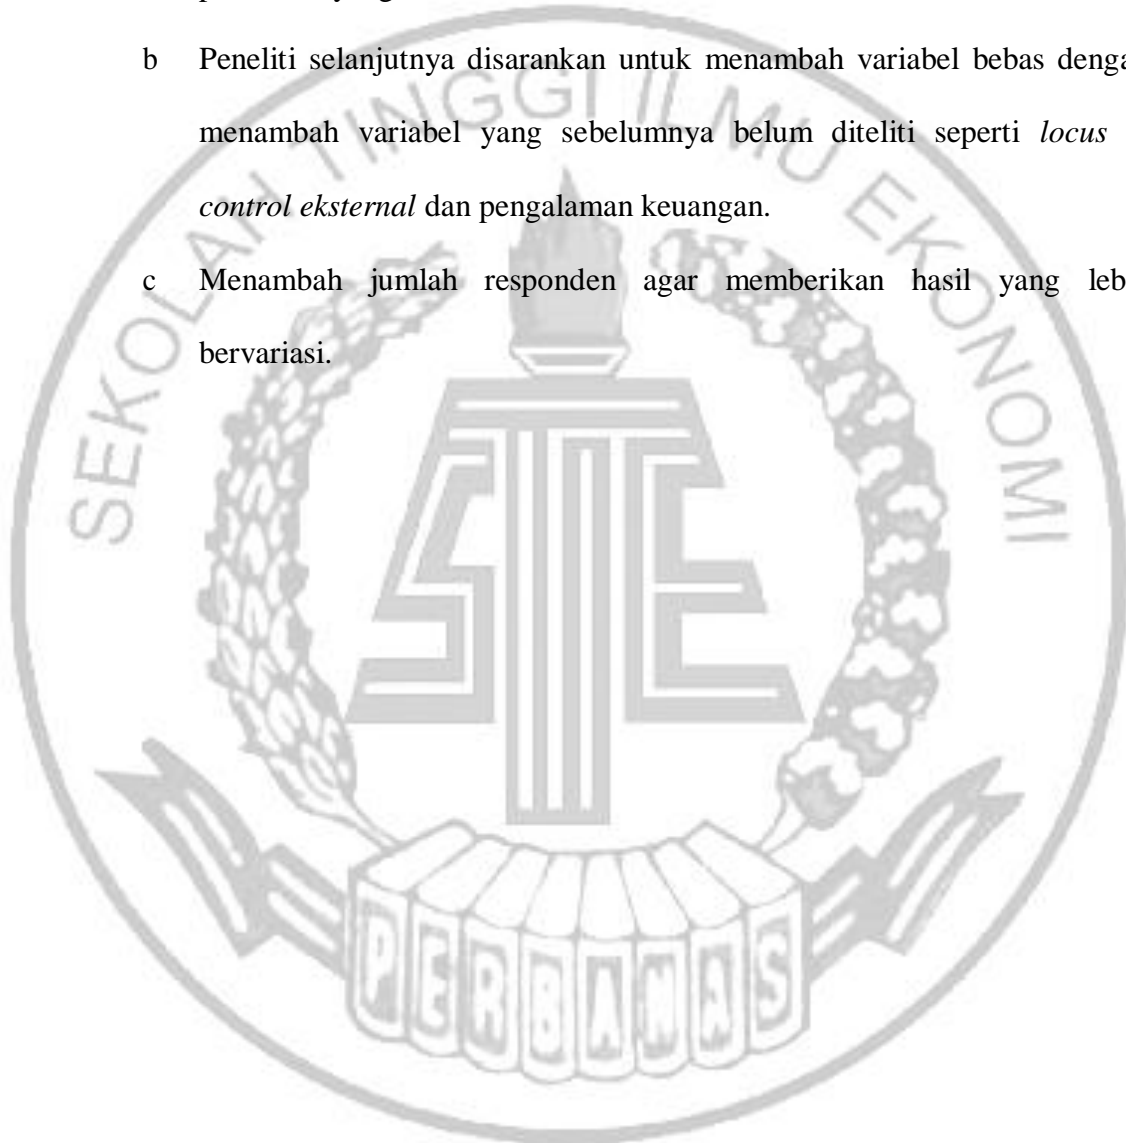 b Peneliti selanjutnya disarankan untuk menambah variabel bebas denga
menambah variabel yang sebelumnya belum diteliti seperti locus
control eksternal dan pengalaman keuangan.
c Menambah jumlah responden agar memberikan hasil yang leb
bervariasi.
SEKOLAH TINGGI ILMU EKONOMI
STIE
PERBANAS